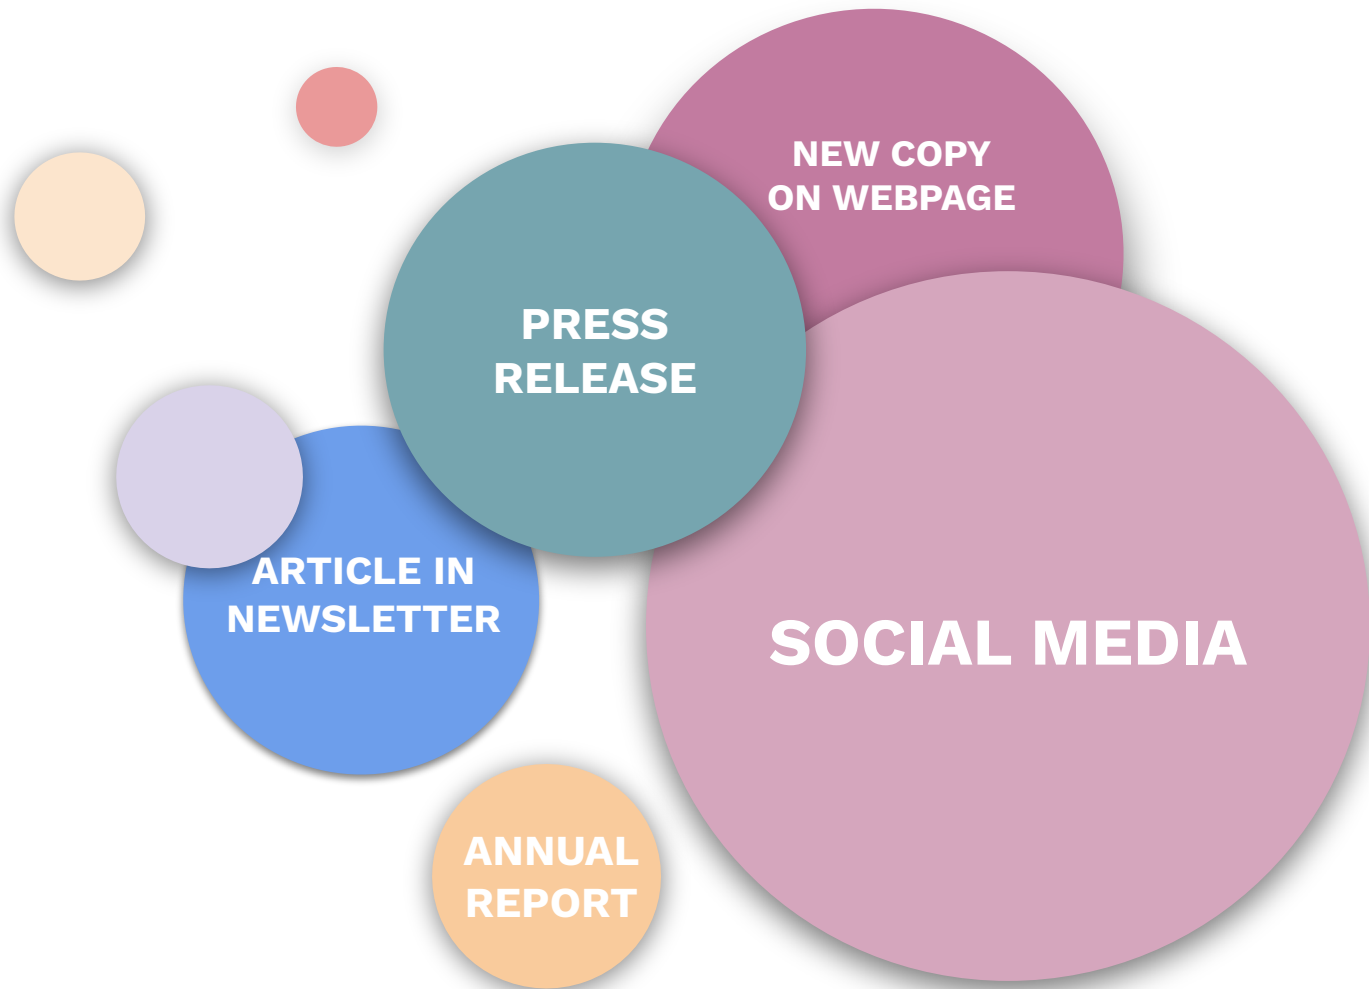 NEW COPY
ON WEBPAGE
PRESS
RELEASE
ARTICLE IN
NEWSLETTER
SOCIAL MEDIA
ANNUAL
REPORT